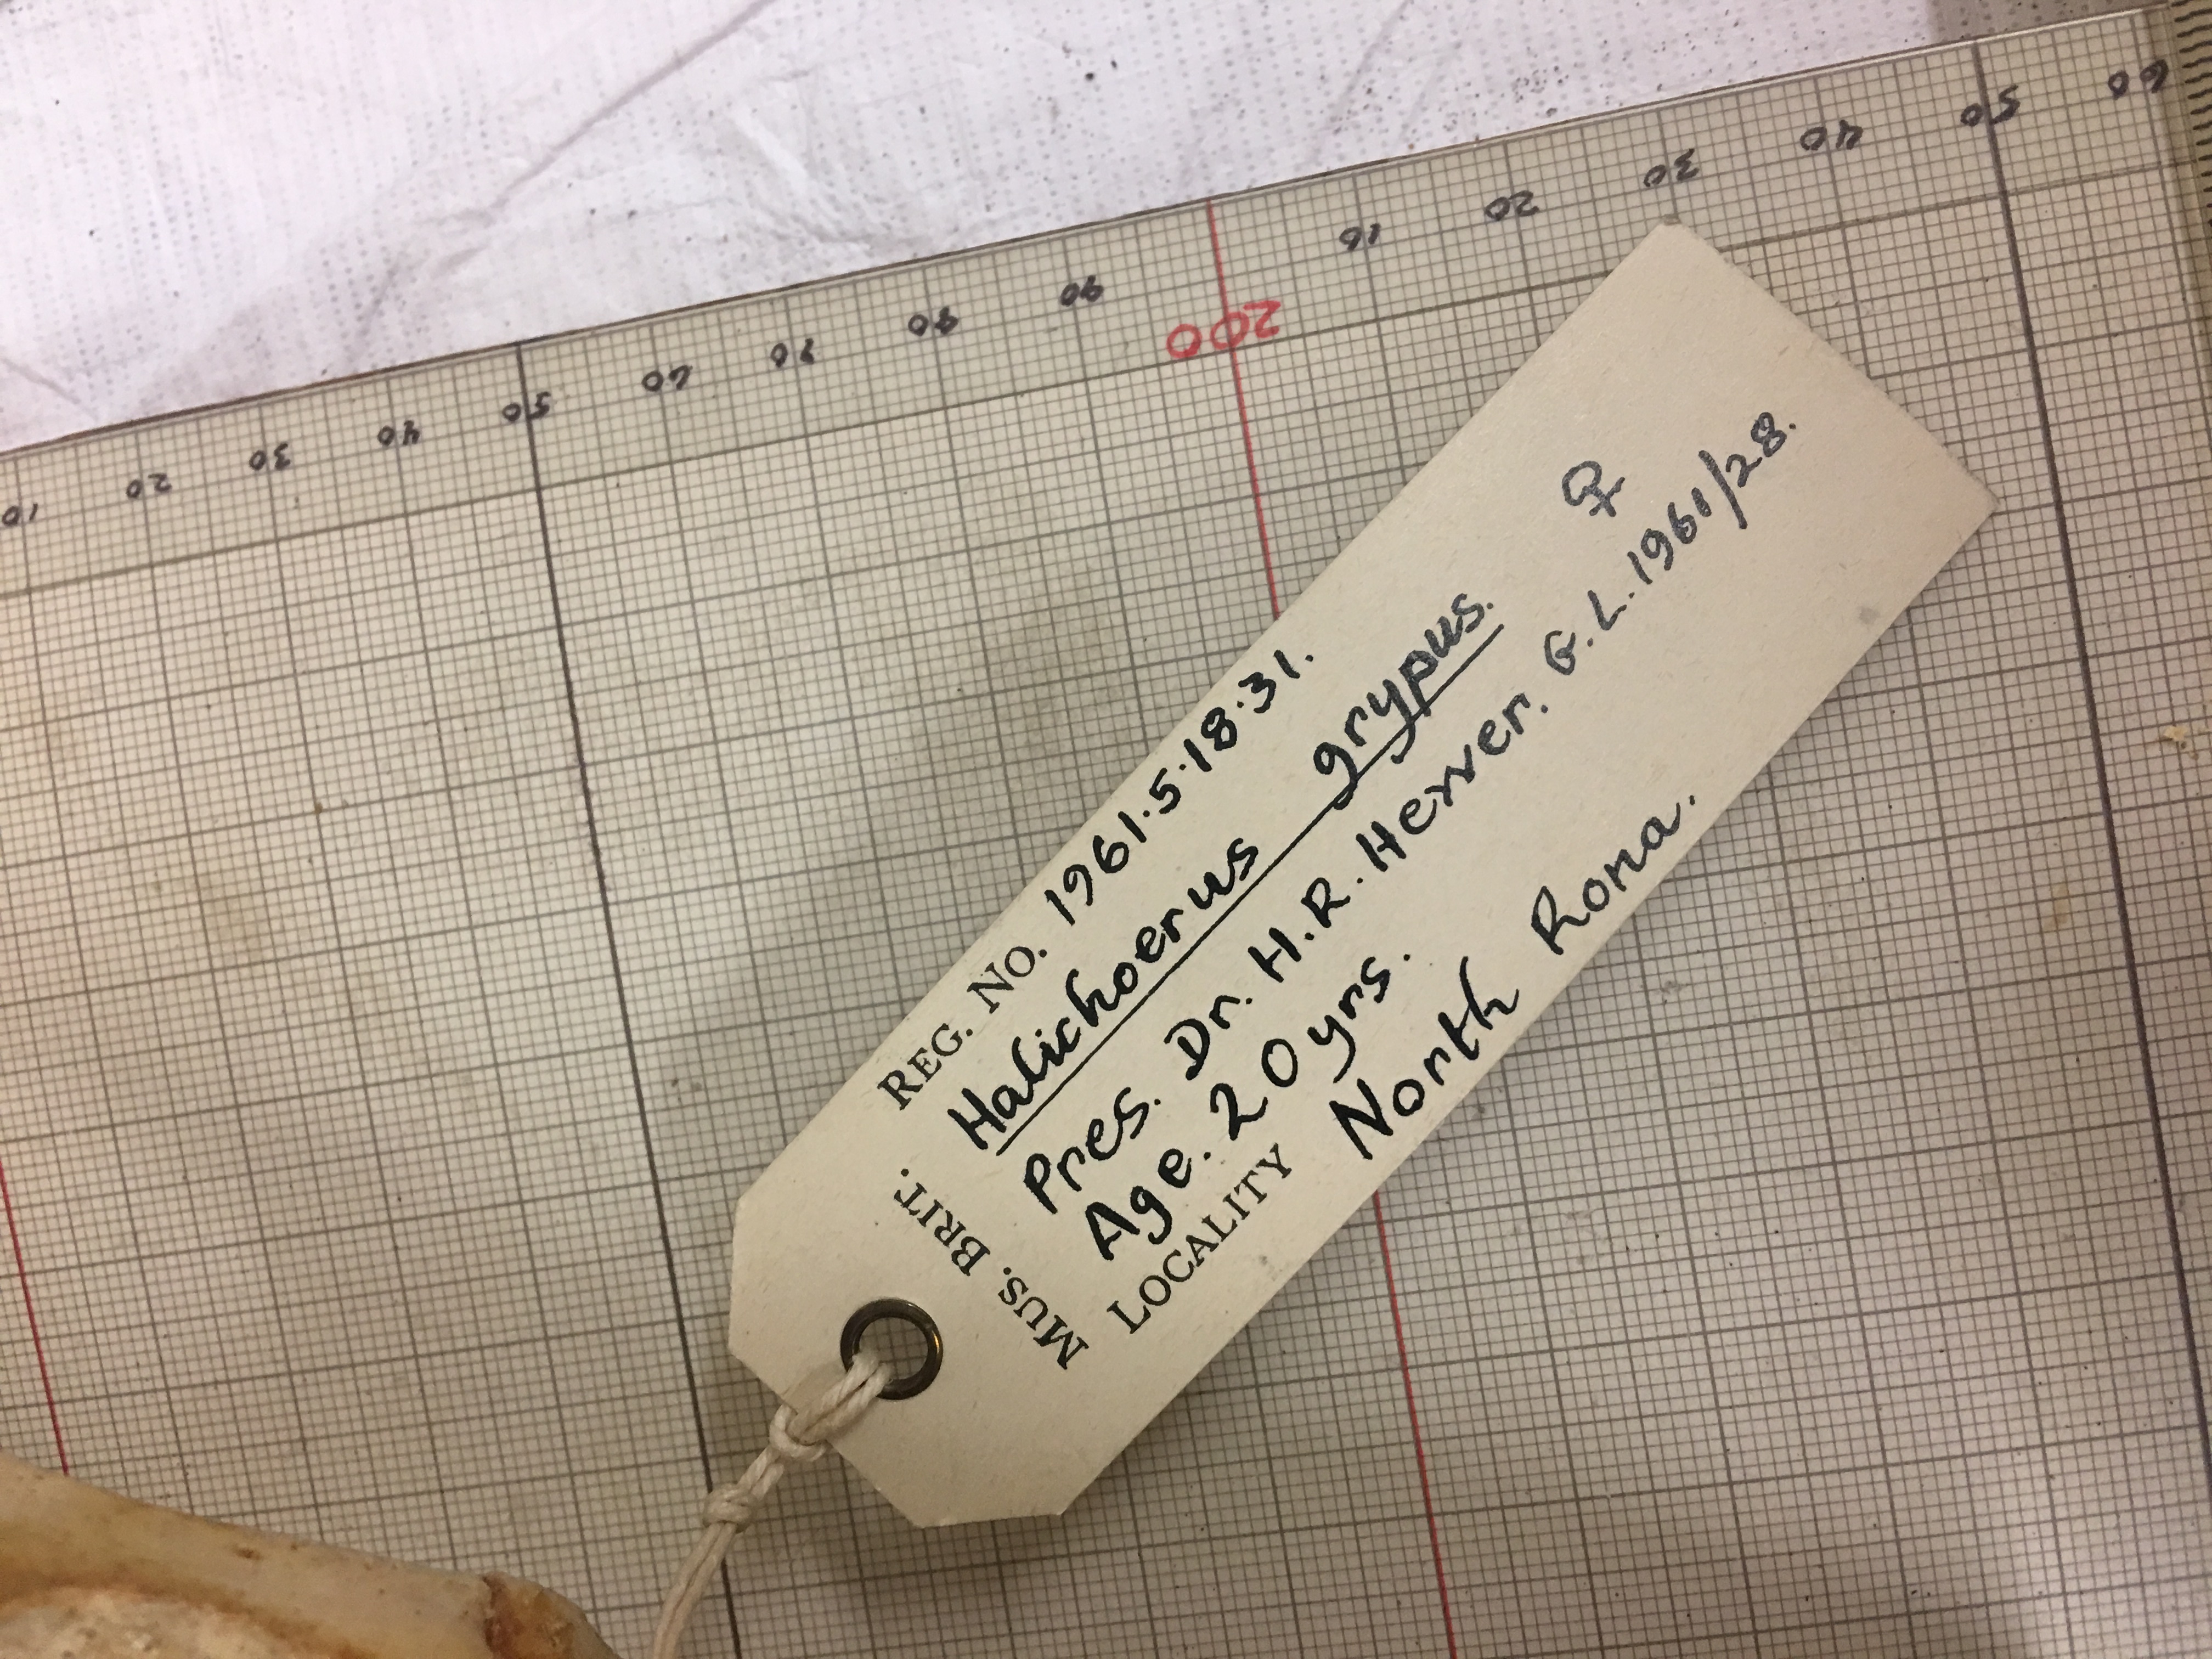 MUS. BRIT.
REG. NO. 1961.5.18.31.
Halichoerus grypus. ♀
Pres. Dr. H.R. Hewer. G.L. 1961/28.
Age. 20 yrs.
LOCALITY North Rona.
10
20
30
40
50
60
70
80
90
200
10
20
30
40
50
60